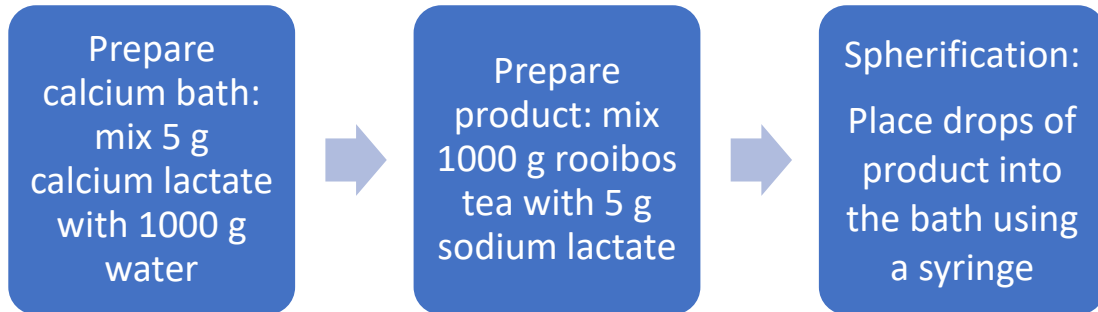 Prepare
calcium bath:
mix 5 g
calcium lactate
with 1000 g
water
Prepare
product: mix
1000 g rooibos
tea with 5 g
sodium lactate
Spherification:
Place drops of
product into
the bath using
a syringe